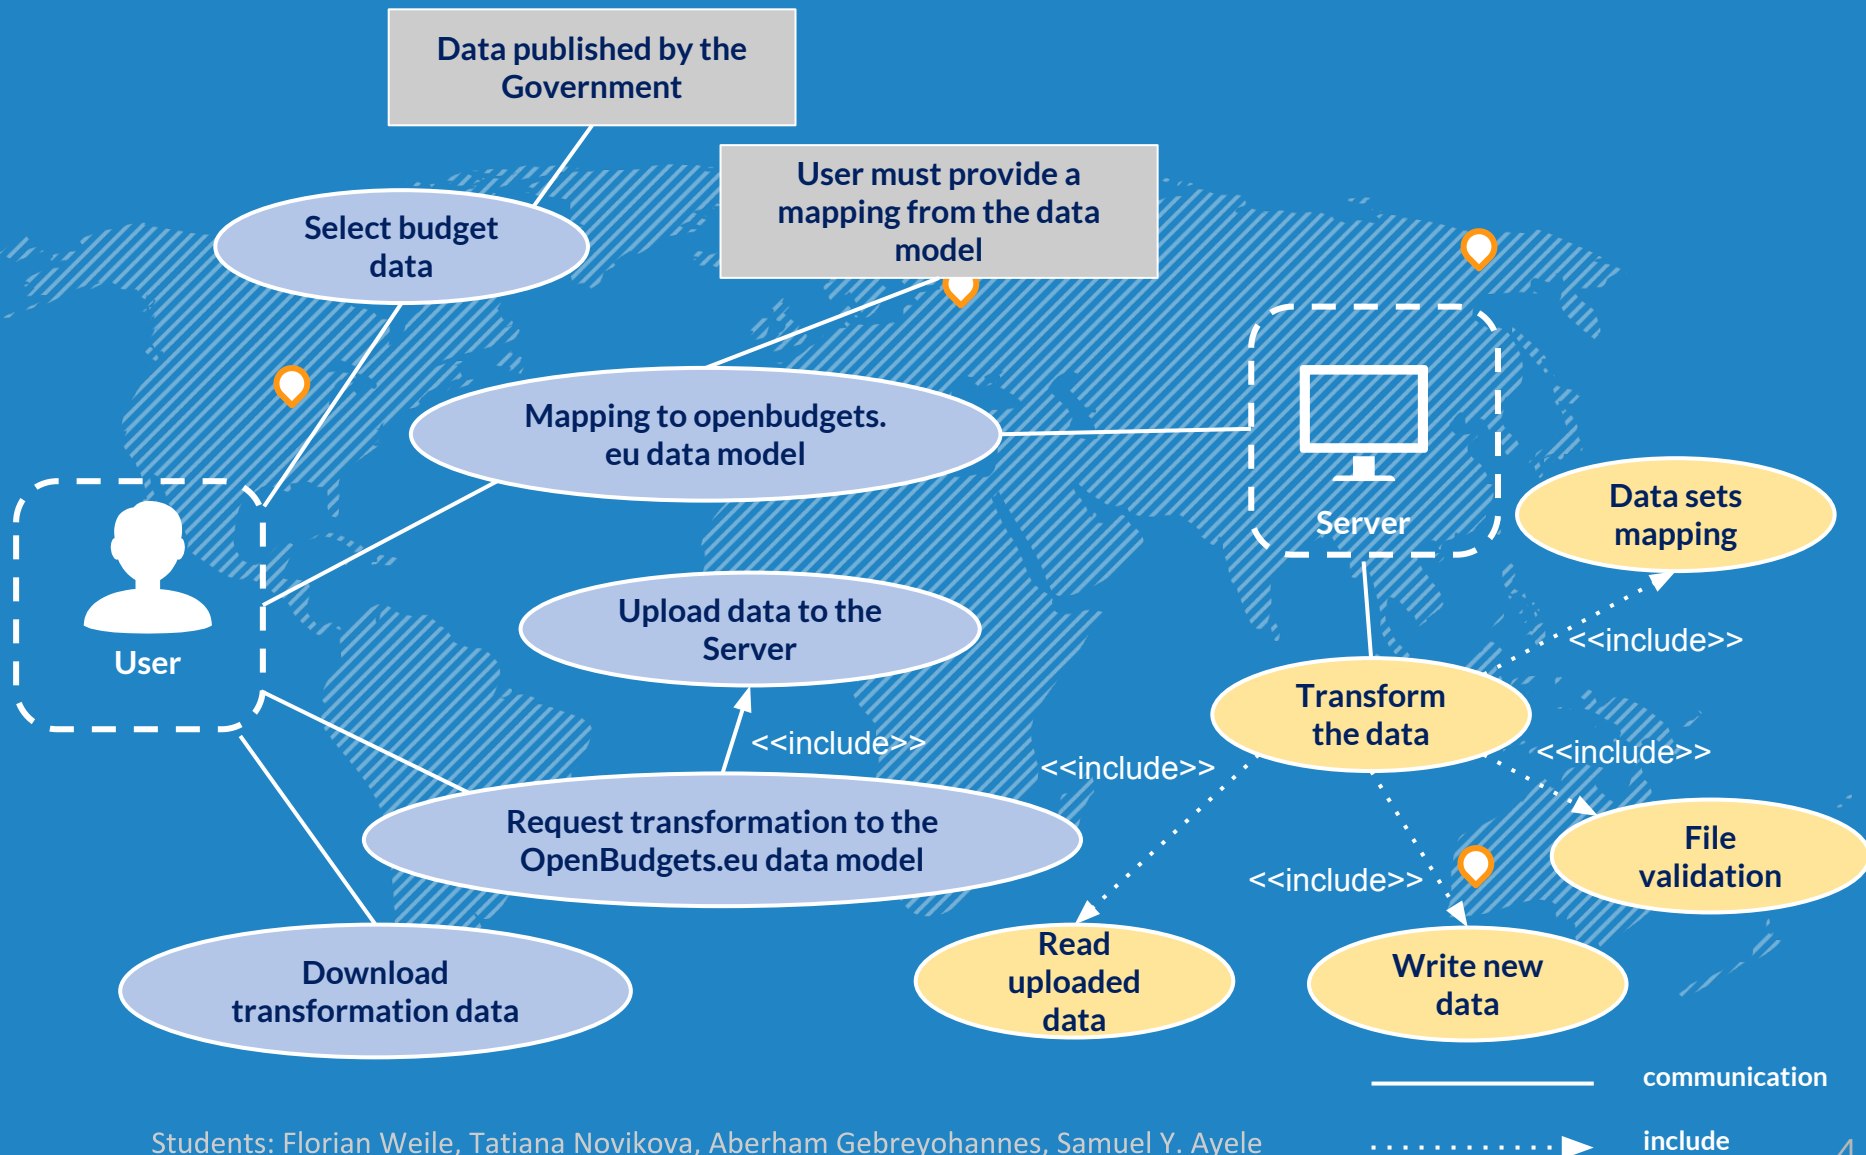 Data published by the
Government
User must provide a
mapping from the data
model
Select budget
data
Mapping to openbudgets.
eu data model
Server
Data sets
mapping
<<include>>
User
Upload data to the
Server
<<include>>
Transform
the data
<<include>>
<<include>>
<<include>>
Request transformation to the
OpenBudgets.eu data model
File
validation
Read
uploaded
data
Write new
data
Download
transformation data
communication
include
Students: Florian Weile, Tatiana Novikova, Aberham Gebreyohannes, Samuel Y. Ayele
4